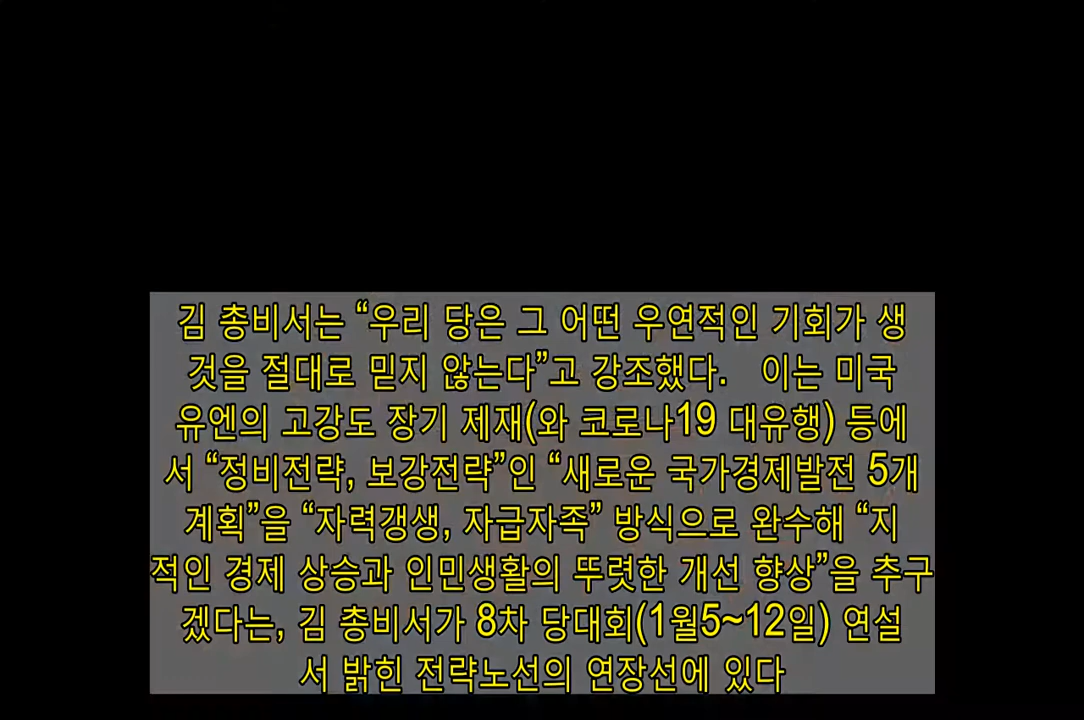 김 총비서는 “우리 당은 그 어떤 우연적인 기회가 생
것을 절대로 믿지 않는다”고 강조했다. 이는 미국
유엔의 고강도 장기 제재(와 코로나19 대유행) 등에
서 “정비전략, 보강전략”인 “새로운 국가경제발전 5개
계획”을 “자력갱생, 자급자족” 방식으로 완수해 “지
적인 경제 상승과 인민생활의 뚜렷한 개선 향상”을 추구
겠다는, 김 총비서가 8차 당대회(1월5~12일) 연설
서 밝힌 전략노선의 연장선에 있다